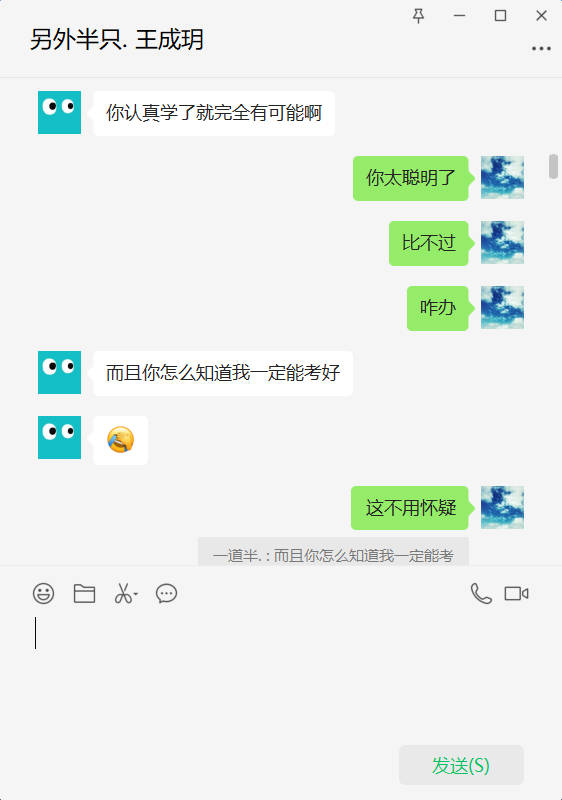 另外半只. 王成玥
你认真学了就完全有可能啊
你太聪明了
比不过
咋办
而且你怎么知道我一定能考好
这不用怀疑
一道半. : 而且你怎么知道我一定能考
发送(S)